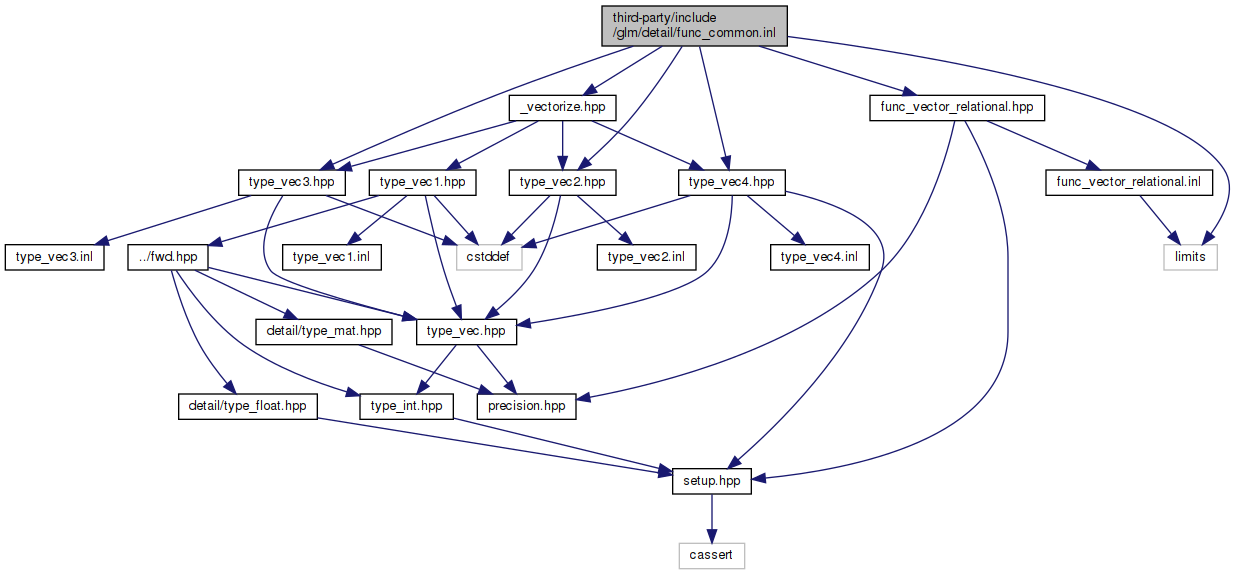 third-party/include
/glm/detail/func_common.inl
_vectorize.hpp
func_vector_relational.hpp
type_vec3.hpp
type_vec1.hpp
type_vec2.hpp
type_vec4.hpp
func_vector_relational.inl
type_vec3.inl
../fwd.hpp
type_vec1.inl
cstddef
type_vec2.inl
type_vec4.inl
limits
detail/type_mat.hpp
type_vec.hpp
detail/type_float.hpp
type_int.hpp
precision.hpp
setup.hpp
cassert